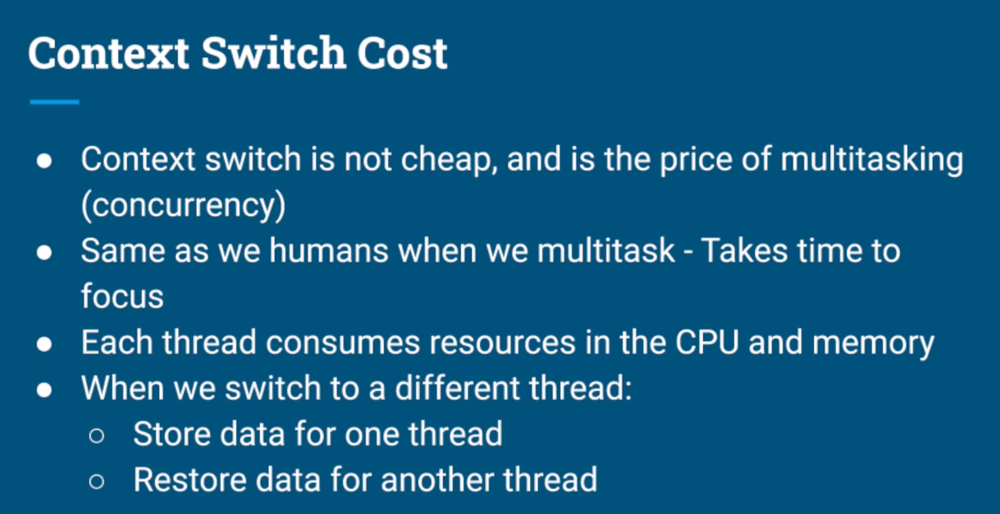 Context Switch Cost
● Context switch is not cheap, and is the price of multitasking
(concurrency)
● Same as we humans when we multitask - Takes time to
focus
● Each thread consumes resources in the CPU and memory
● When we switch to a different thread:
○ Store data for one thread
○ Restore data for another thread